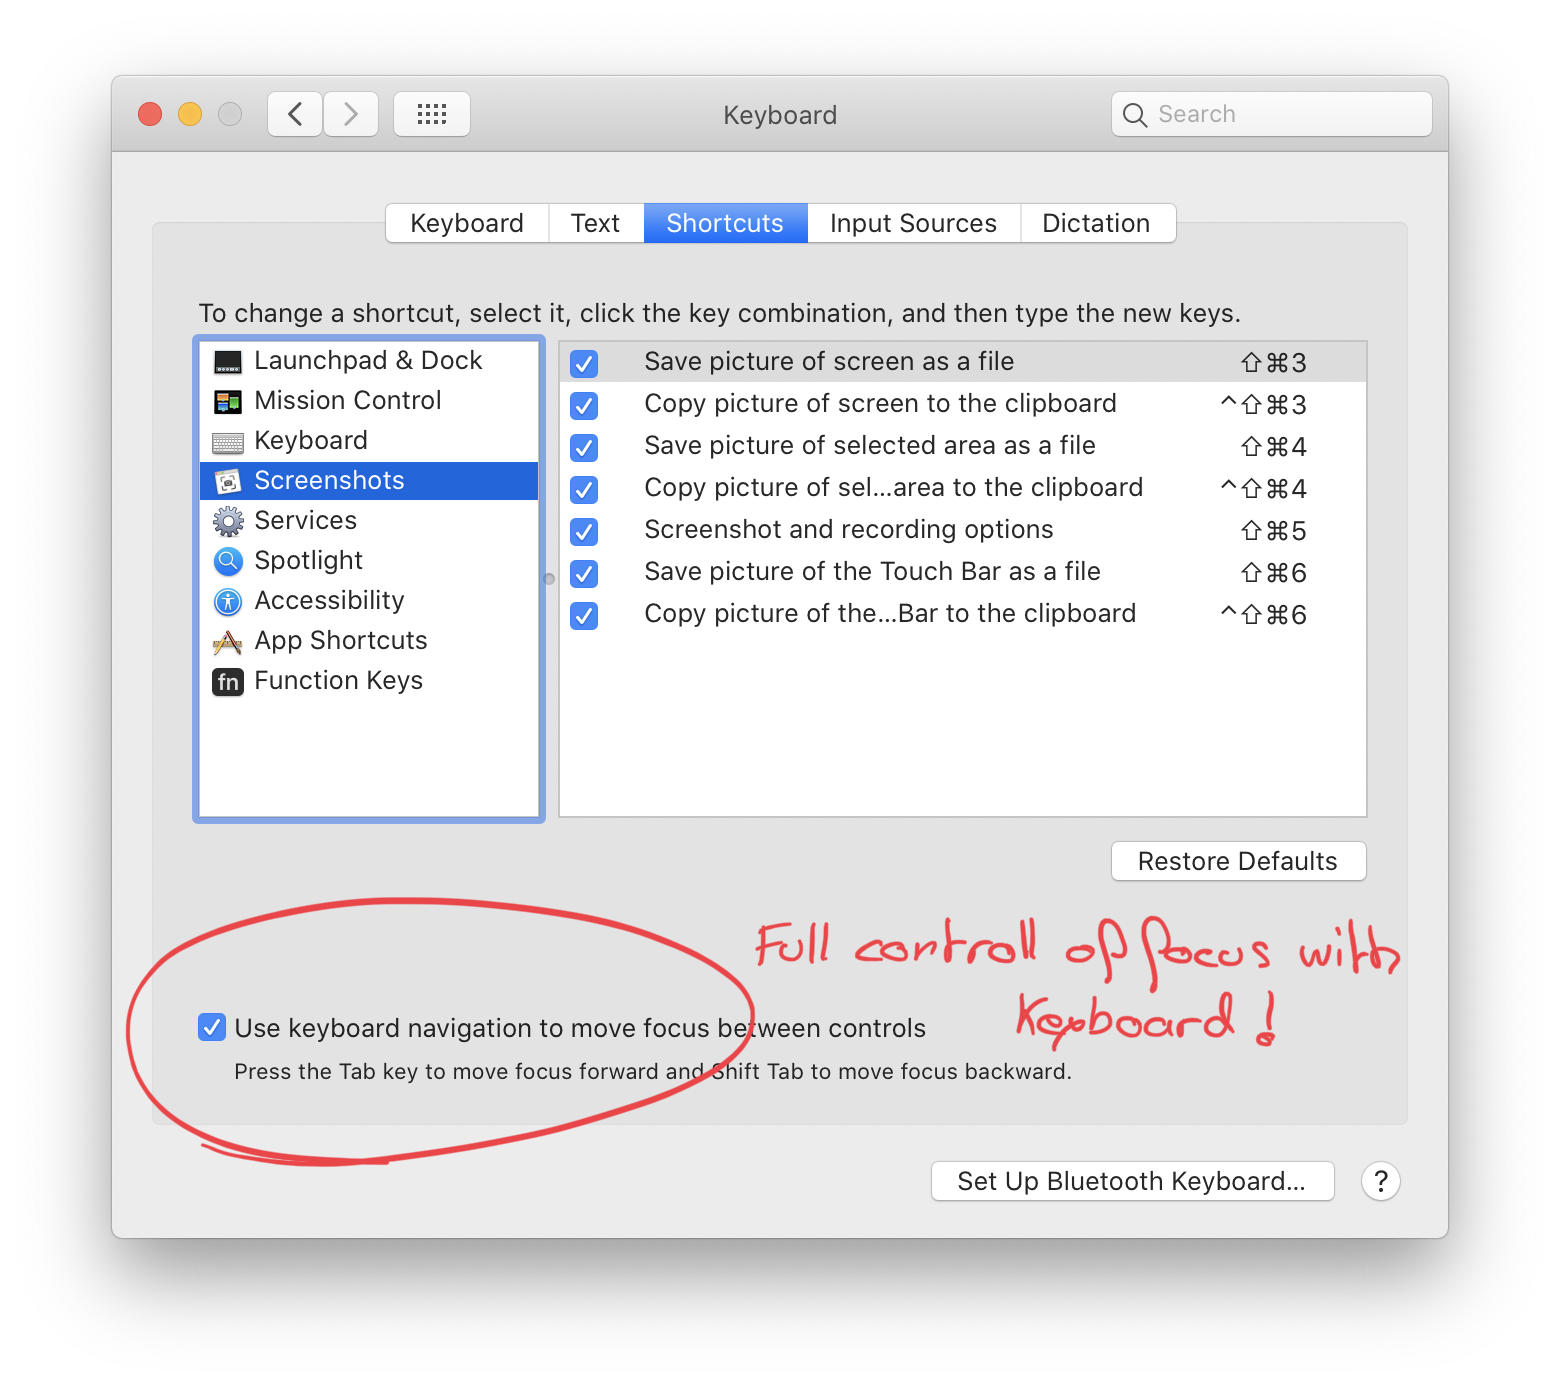 Keyboard
Search
Keyboard Text Shortcuts Input Sources Dictation
To change a shortcut, select it, click the key combination, and then type the new keys.
Launchpad & Dock
Mission Control
Keyboard
Screenshots
Services
Spotlight
Accessibility
App Shortcuts
fn Function Keys
Save picture of screen as a file ⇧⌘3
Copy picture of screen to the clipboard ^⇧⌘3
Save picture of selected area as a file ⇧⌘4
Copy picture of sel...area to the clipboard ^⇧⌘4
Screenshot and recording options ⇧⌘5
Save picture of the Touch Bar as a file ⇧⌘6
Copy picture of the...Bar to the clipboard ^⇧⌘6
Restore Defaults
Full controll of focus with
Keyboard!
Use keyboard navigation to move focus between controls
Press the Tab key to move focus forward and Shift Tab to move focus backward.
Set Up Bluetooth Keyboard... ?